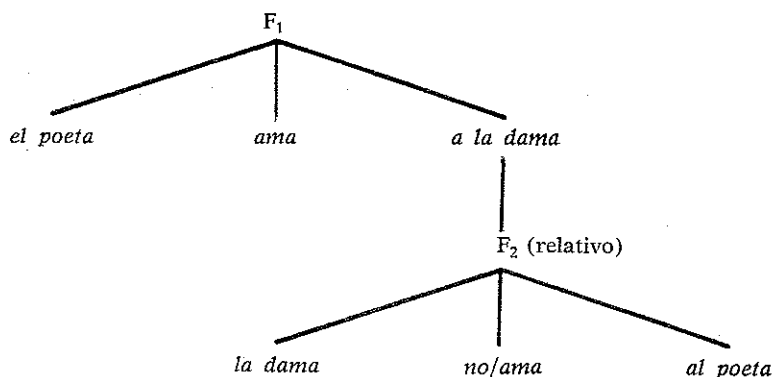 F₁
el poeta ama a la dama
F₂ (relativo)
la dama no/ama al poeta